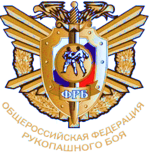 ФРБ
ОБЩЕРОССИЙСКАЯ ФЕДЕРАЦИЯ
РУКОПАШНОГО БОЯ